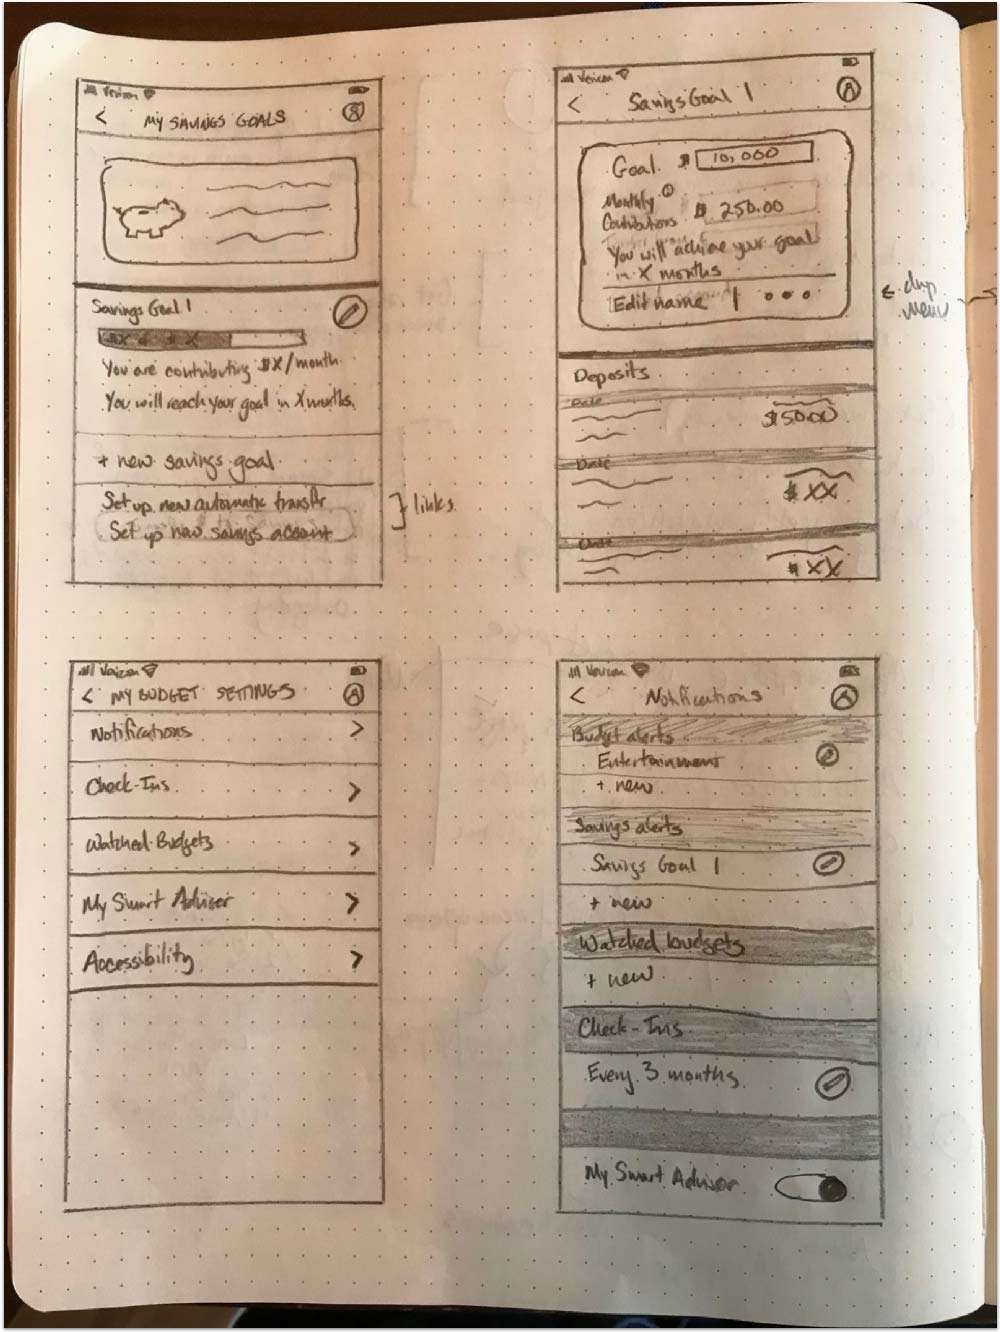 Verizon
< MY SAVINGS GOALS
Savings Goal 1
You are contributing $X/month.
You will reach your goal in X months.
+ new savings goal
Set up new automatic transfr
Set up new savings account
} links
Verizon
< Savings Goal 1
Goal $ 10,000
Monthly
Contributions $ 250.00
You will achieve your goal
in X months
Edit name | • • •
← drop
menu
Deposits
Date
$50.00
Date
$ XX
Date
$ XX
Verizon
< MY BUDGET SETTINGS
Notifications >
Check-Ins >
Watched Budgets >
My Smart Advisor >
Accessibility >
Verizon
< Notifications
Budget alerts
Entertainment
+ new
Savings alerts
Savings Goal 1
+ new
Watched budgets
+ new
Check-Ins
Every 3 months
My Smart Advisor